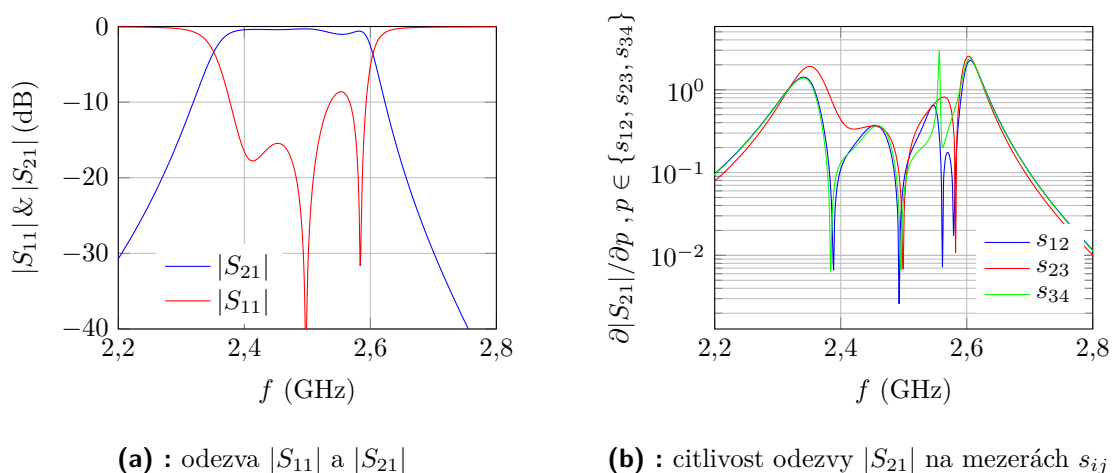 0
−10
−20
−30
−40
2,2
2,4
2,6
2,8
f (GHz)
|S₁₁| & |S₂₁| (dB)
|S₂₁|
|S₁₁|
(a) : odezva |S₁₁| a |S₂₁|
10⁰
10⁻¹
10⁻²
2,2
2,4
2,6
2,8
f (GHz)
∂|S₂₁|/∂p , p ∈ {s₁₂, s₂₃, s₃₄}
s₁₂
s₂₃
s₃₄
(b) : citlivost odezvy |S₂₁| na mezerách sᵢⱼ